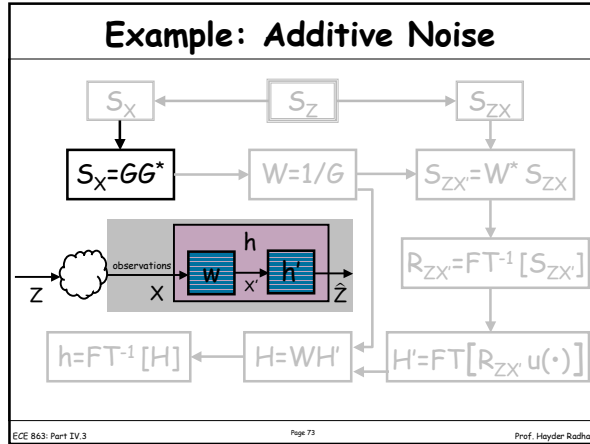 Example: Additive Noise
S_X
S_Z
S_ZX
S_X=GG*
W=1/G
S_ZX'=W* S_ZX
h
observations
w
h'
Z
X
x'
Ẑ
R_ZX'=FT⁻¹ [S_ZX']
h=FT⁻¹ [H]
H=WH'
H'=FT[R_ZX' u(·)]
ECE 863: Part IV.3
Page 73
Prof. Hayder Radha